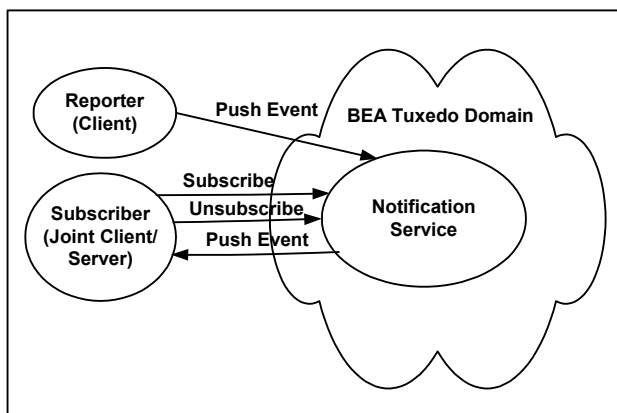 Reporter
(Client)
Push Event
BEA Tuxedo Domain
Subscribe
Unsubscribe
Push Event
Subscriber
(Joint Client/
Server)
Notification
Service